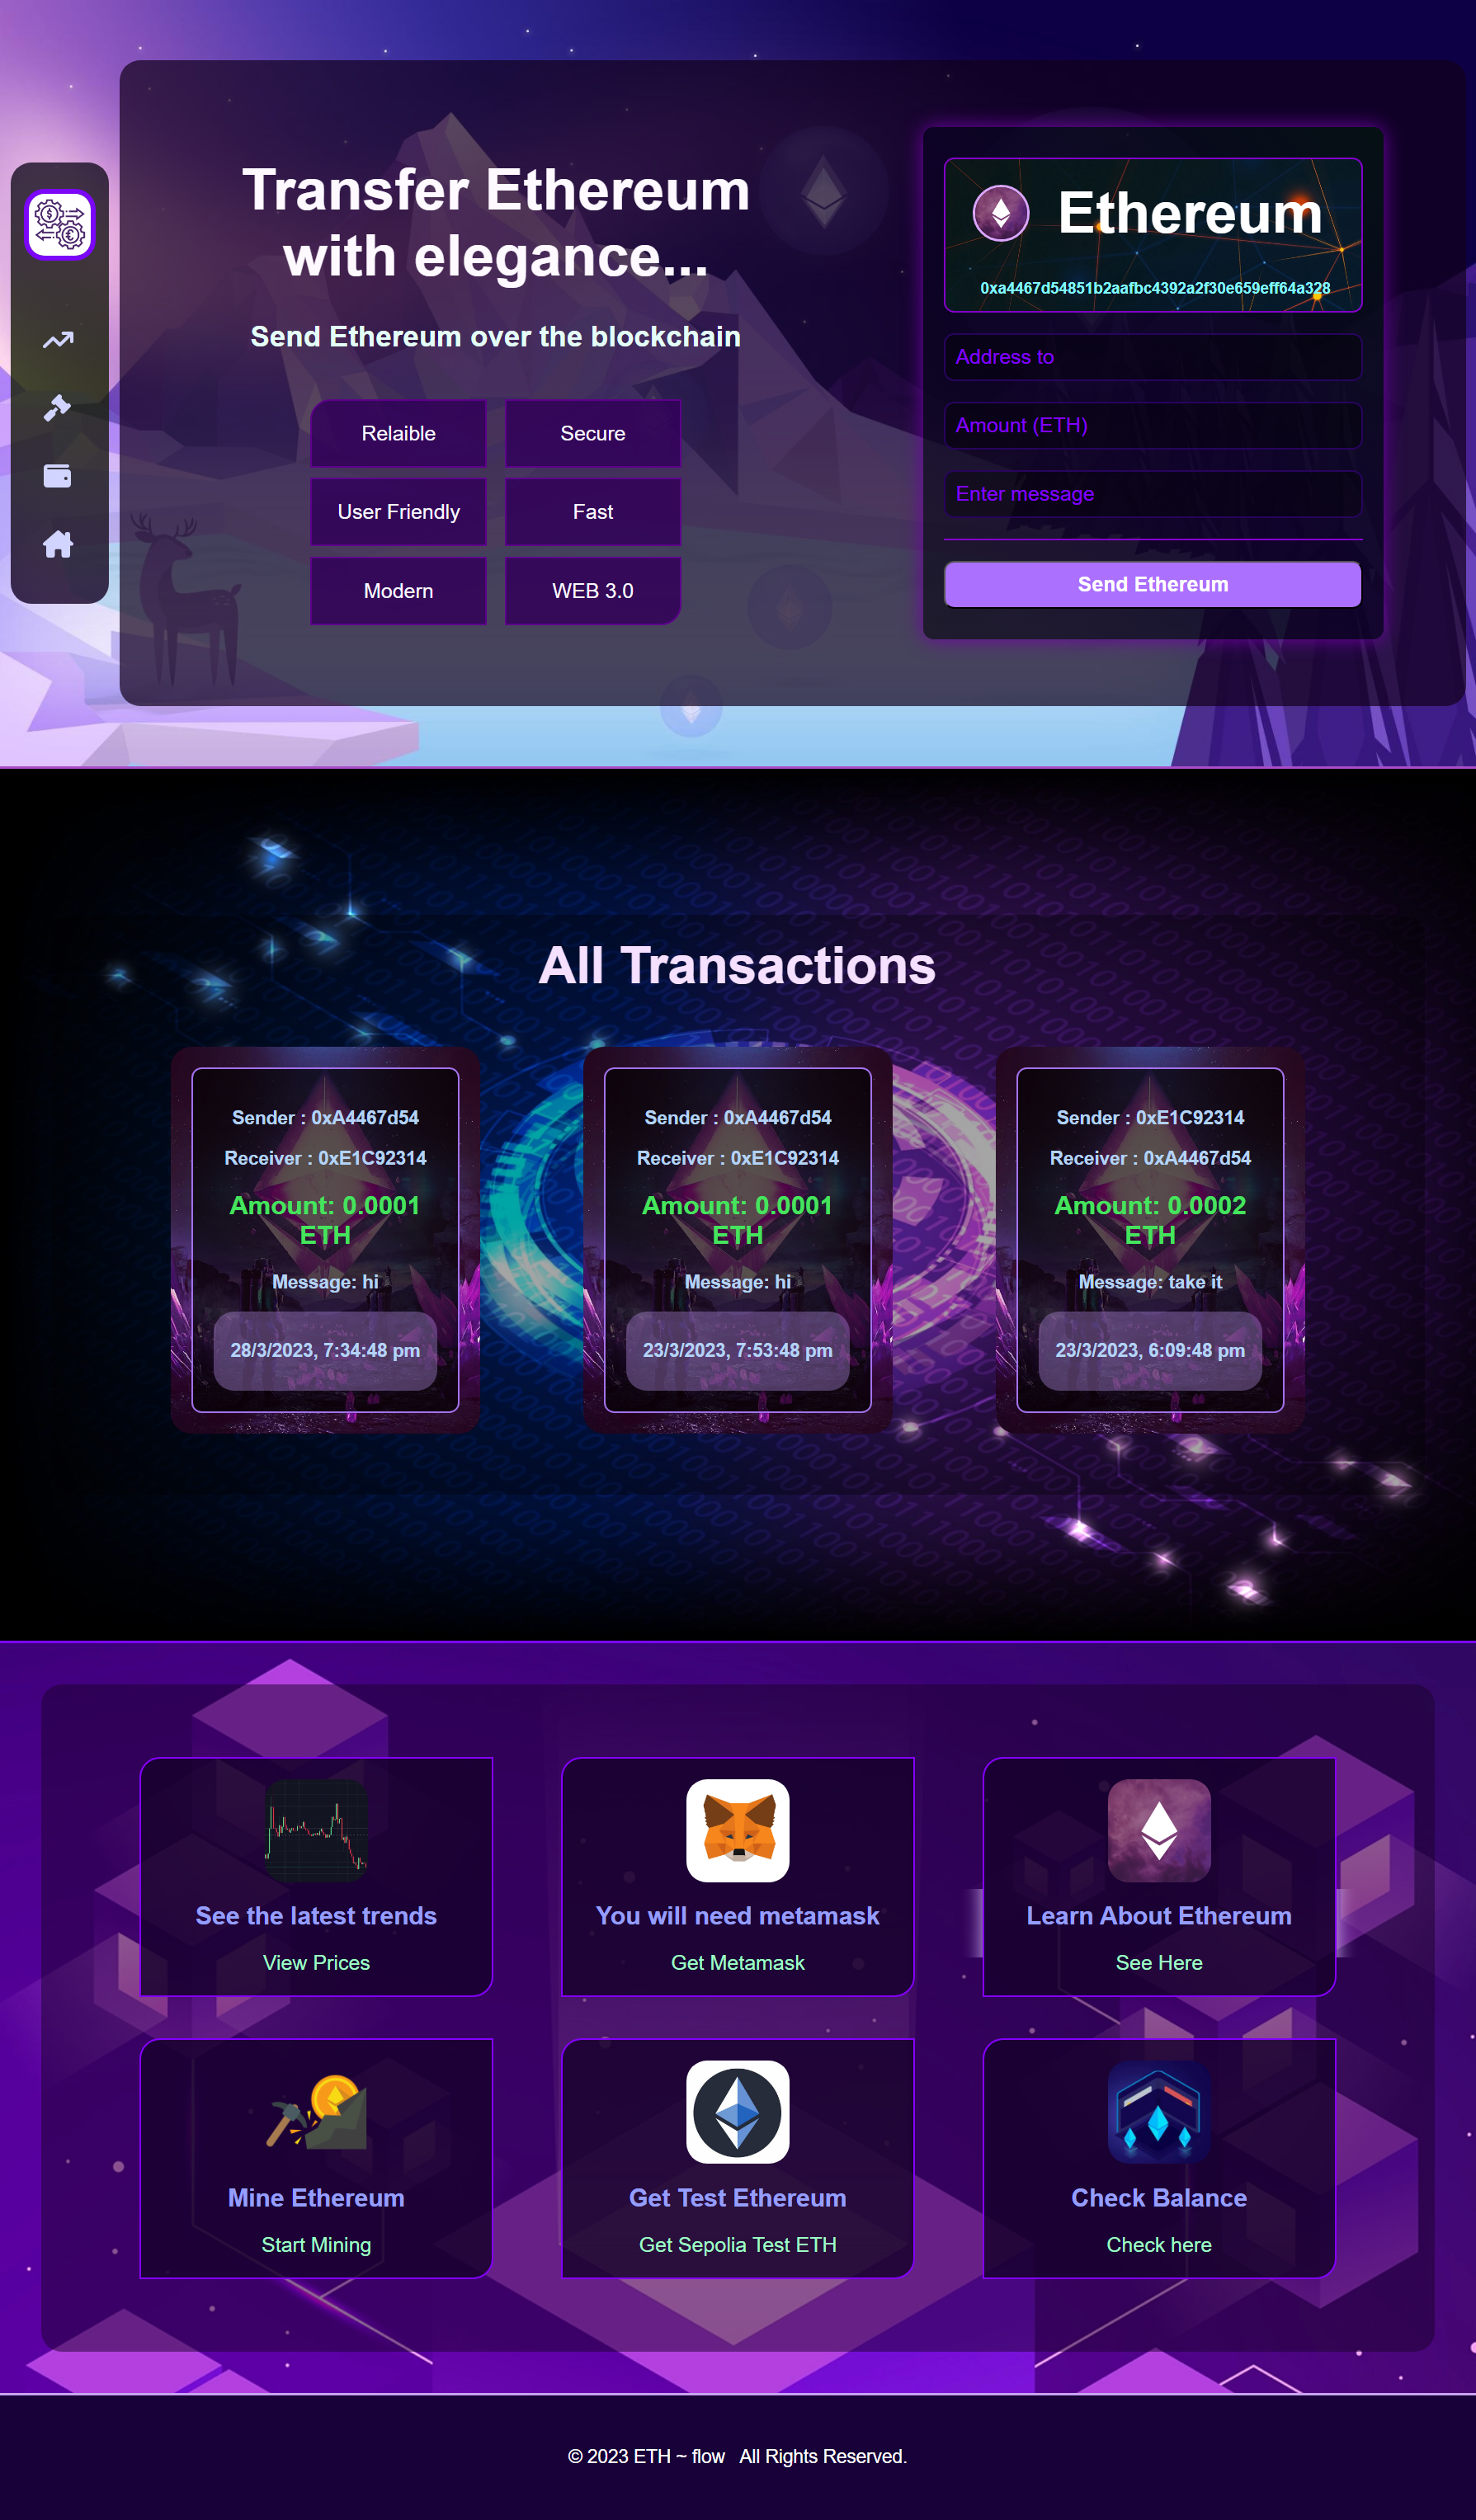 Transfer Ethereum
with elegance...
Send Ethereum over the blockchain
Relaible
Secure
User Friendly
Fast
Modern
WEB 3.0
Ethereum
0xa4467d54851b2aafbc4392a2f30e659eff64a328
Address to
Amount (ETH)
Enter message
Send Ethereum
All Transactions
Sender : 0xA4467d54
Receiver : 0xE1C92314
Amount: 0.0001
ETH
Message: hi
28/3/2023, 7:34:48 pm
Sender : 0xA4467d54
Receiver : 0xE1C92314
Amount: 0.0001
ETH
Message: hi
23/3/2023, 7:53:48 pm
Sender : 0xE1C92314
Receiver : 0xA4467d54
Amount: 0.0002
ETH
Message: take it
23/3/2023, 6:09:48 pm
See the latest trends
View Prices
You will need metamask
Get Metamask
Learn About Ethereum
See Here
Mine Ethereum
Start Mining
Get Test Ethereum
Get Sepolia Test ETH
Check Balance
Check here
© 2023 ETH ~ flow All Rights Reserved.